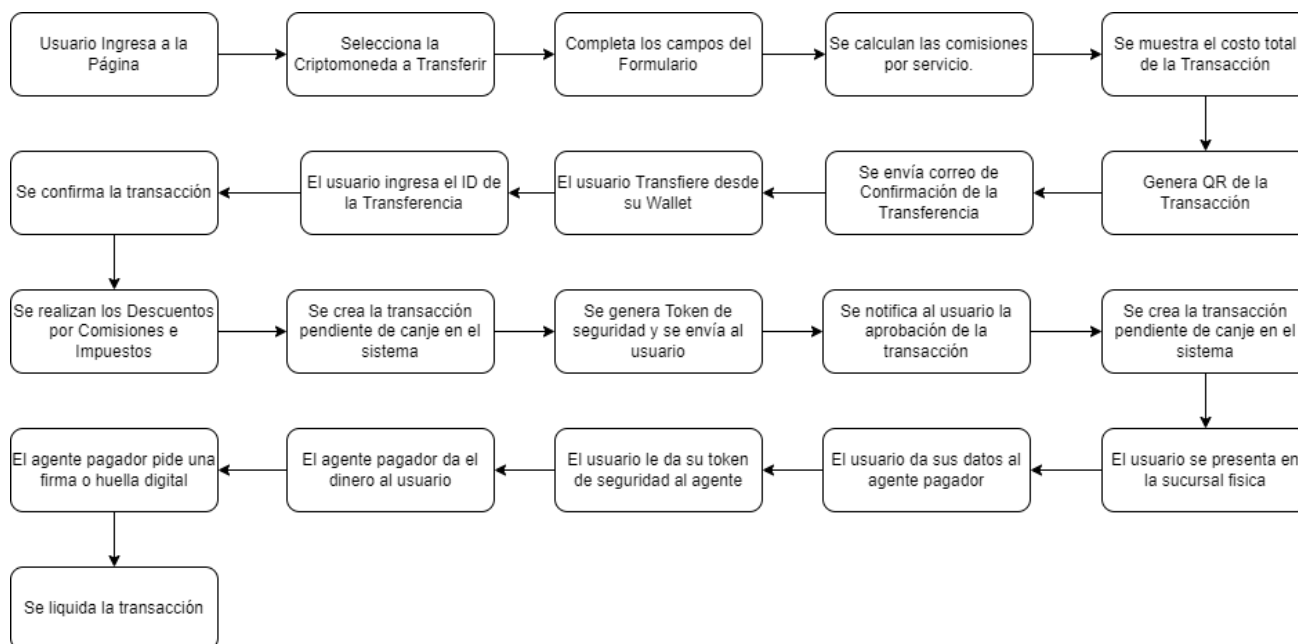 Usuario Ingresa a la
Página
Selecciona la
Criptomoneda a Transferir
Completa los campos del
Formulario
Se calculan las comisiones
por servicio.
Se muestra el costo total
de la Transacción
Genera QR de la
Transacción
Se envía correo de
Confirmación de la
Transferencia
El usuario Transfiere desde
su Wallet
El usuario ingresa el ID de
la Transferencia
Se confirma la transacción
Se realizan los Descuentos
por Comisiones e
Impuestos
Se crea la transacción
pendiente de canje en el
sistema
Se genera Token de
seguridad y se envía al
usuario
Se notifica al usuario la
aprobación de la
transacción
Se crea la transacción
pendiente de canje en el
sistema
El usuario se presenta en
la sucursal fisica
El usuario da sus datos al
agente pagador
El usuario le da su token
de seguridad al agente
El agente pagador da el
dinero al usuario
El agente pagador pide una
firma o huella digital
Se liquida la transacción